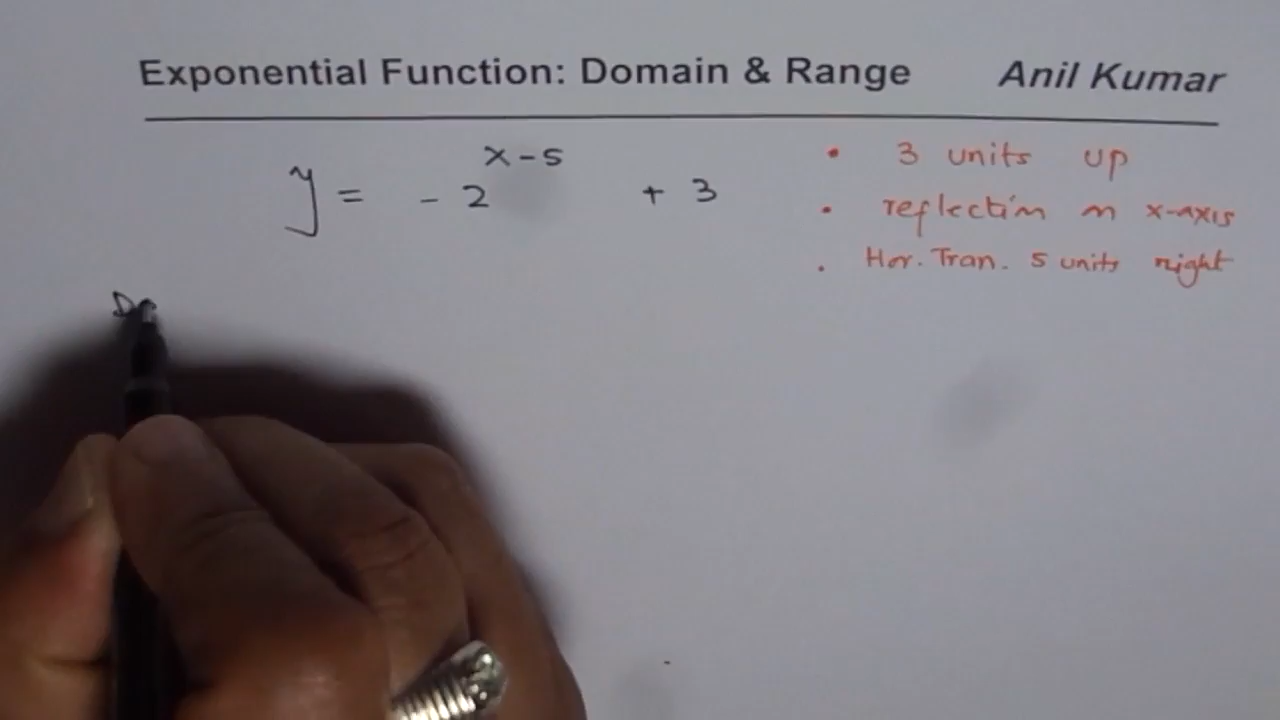 Exponential Function: Domain & Range Anil Kumar
y = - 2^{x-5} + 3
• 3 units up
• reflection in x-axis
• Hor. Tran. 5 units right
Do